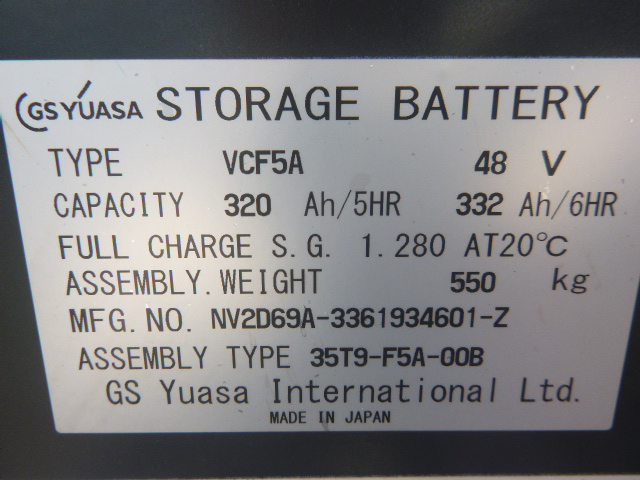 GS YUASA STORAGE BATTERY
TYPE VCF5A 48 V
CAPACITY 320 Ah/5HR 332 Ah/6HR
FULL CHARGE S.G. 1.280 AT20℃
ASSEMBLY.WEIGHT 550 kg
MFG.NO. NV2D69A-3361934601-Z
ASSEMBLY TYPE 35T9-F5A-00B
GS Yuasa International Ltd.
MADE IN JAPAN